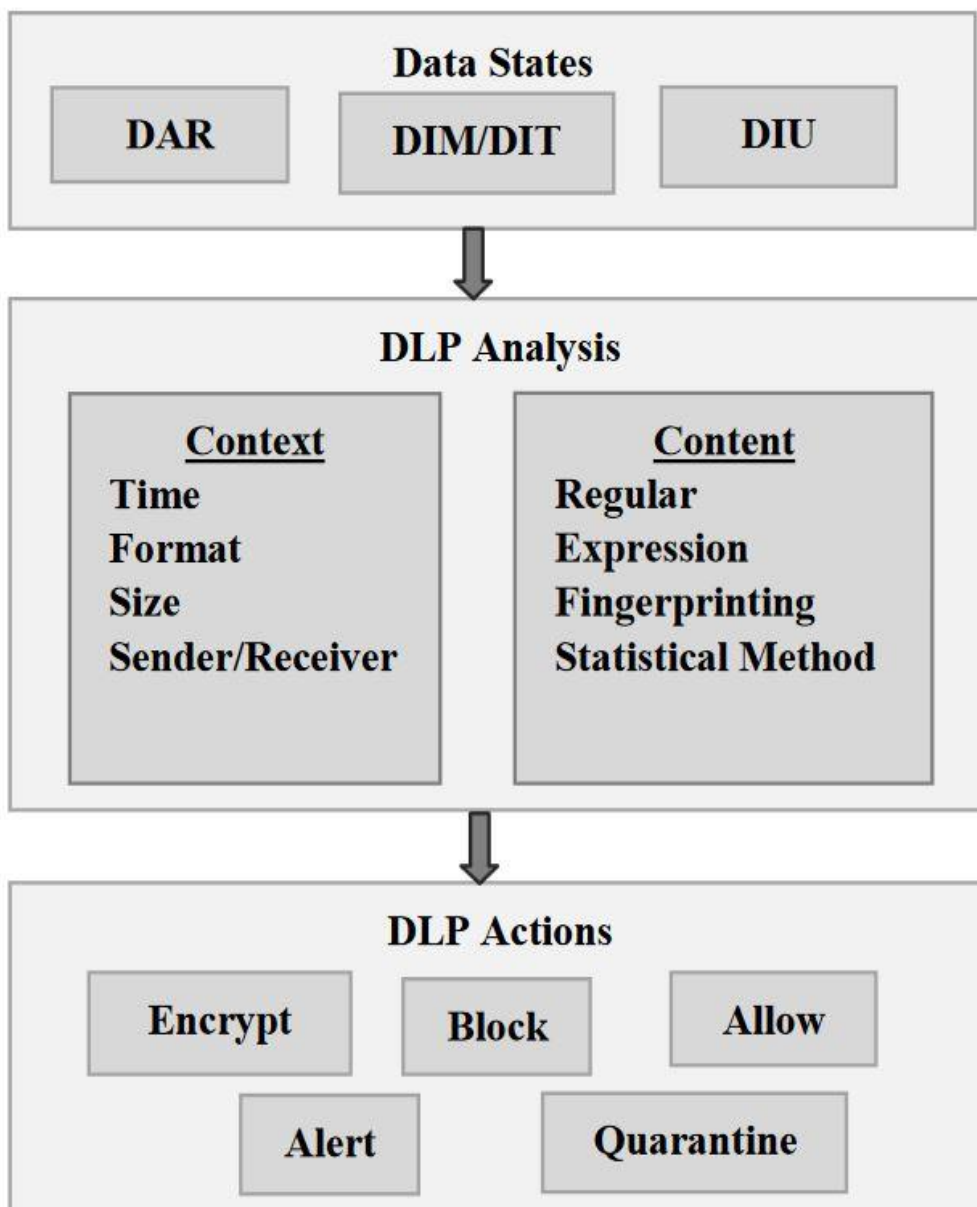 Data States
DAR
DIM/DIT
DIU
DLP Analysis
Context
Time
Format
Size
Sender/Receiver
Content
Regular
Expression
Fingerprinting
Statistical Method
DLP Actions
Encrypt
Block
Allow
Alert
Quarantine